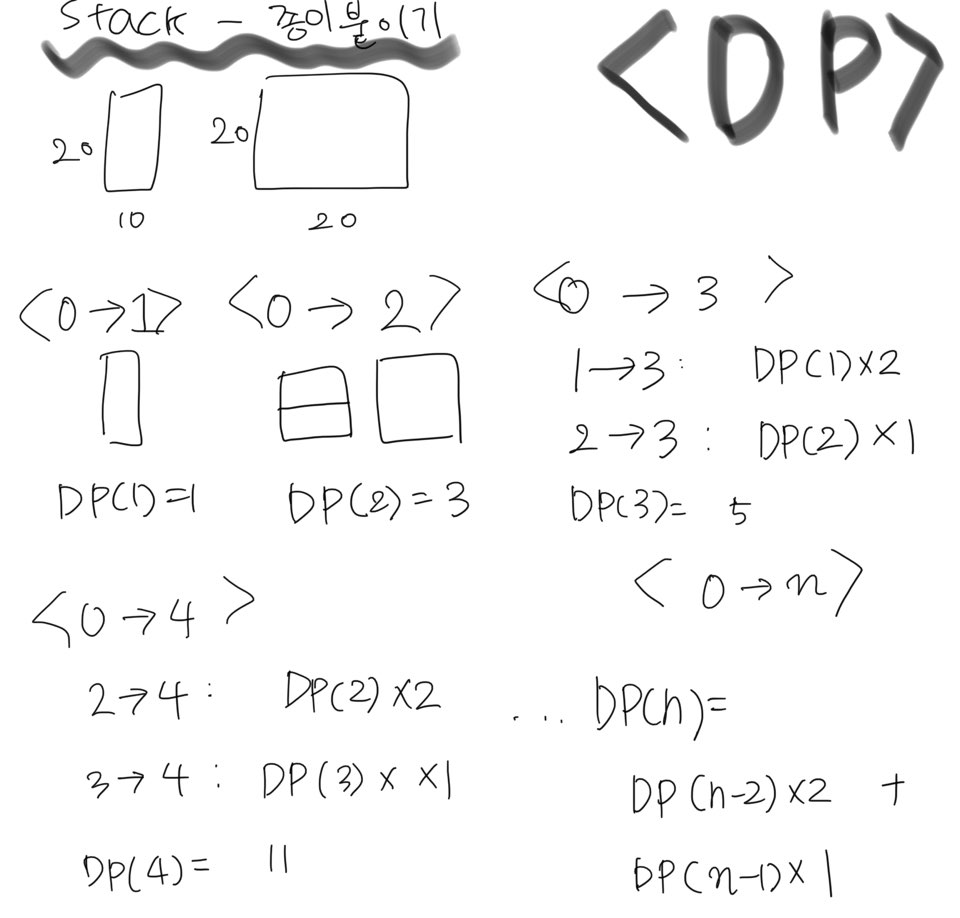 Stack - 종이붙이기
<DP>
20
20
10
20
<0→1>
<0→2>
<0→3>
1→3: DP(1)×2
2→3: DP(2)×1
DP(1)=1
DP(2)=3
DP(3)= 5
<0→4>
2→4: DP(2)×2
3→4: DP(3)× ×1
DP(4)= 11
<0→n>
... DP(n)=
DP(n-2)×2 +
DP(n-1)×1